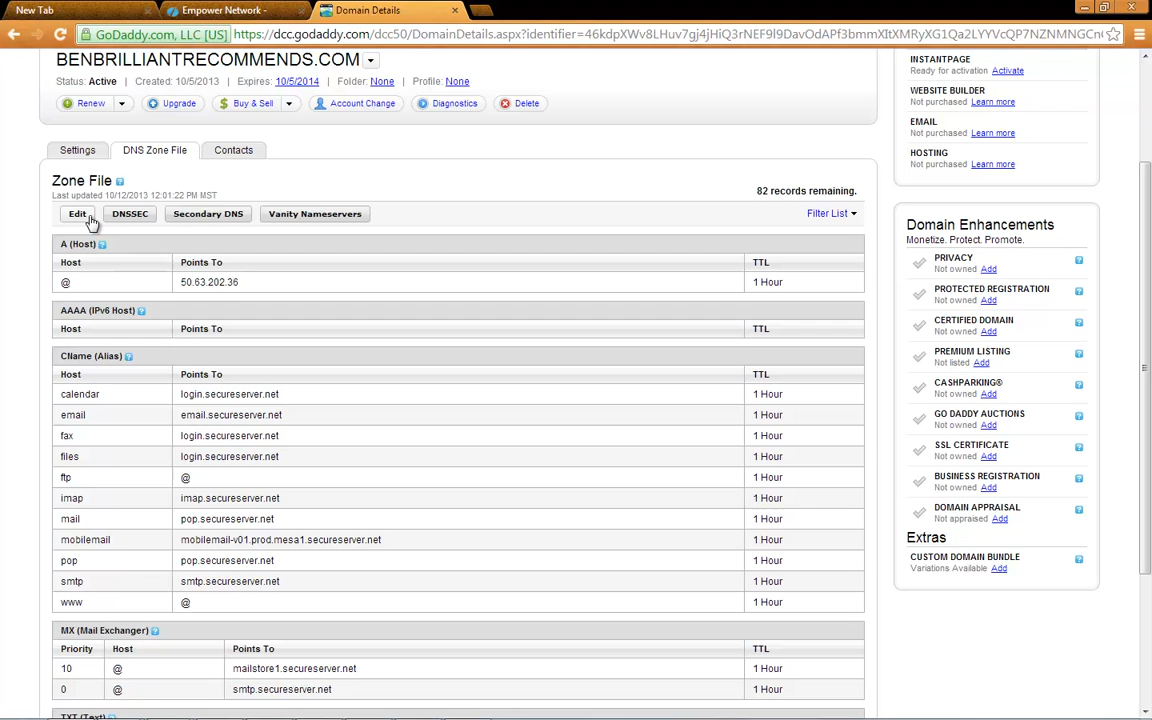 New Tab
Empower Network -
Domain Details
GoDaddy.com, LLC [US]
https://dcc.godaddy.com/dcc50/DomainDetails.aspx?identifier=
BENBRILLIANTRECOMMENDS.COM
Status: Active | Created: 10/5/2013 | Expires: 10/5/2014 | Folder: None | Profile: None
Renew
Upgrade
Buy & Sell
Account Change
Diagnostics
Delete
Settings
DNS Zone File
Contacts
Zone File
Last updated 10/12/2013 12:01:22 PM MST
82 records remaining.
Edit
DNSSEC
Secondary DNS
Vanity Nameservers
Filter List
A (Host)
Host Points To TTL
@ 50.63.202.36 1 Hour
AAAA (IPv6 Host)
Host Points To TTL
CName (Alias)
Host Points To TTL
calendar login.secureserver.net 1 Hour
email email.secureserver.net 1 Hour
fax login.secureserver.net 1 Hour
files login.secureserver.net 1 Hour
ftp @ 1 Hour
imap imap.secureserver.net 1 Hour
mail pop.secureserver.net 1 Hour
mobilemail mobilemail-v01.prod.mesa1.secureserver.net 1 Hour
pop pop.secureserver.net 1 Hour
smtp smtp.secureserver.net 1 Hour
www @ 1 Hour
MX (Mail Exchanger)
Priority Host Points To TTL
10 @ mailstore1.secureserver.net 1 Hour
0 @ smtp.secureserver.net 1 Hour
TXT (Text)
INSTANTPAGE
Ready for activation Activate
WEBSITE BUILDER
Not purchased Learn more
EMAIL
Not purchased Learn more
HOSTING
Not purchased Learn more
Domain Enhancements
Monetize. Protect. Promote.
PRIVACY
Not owned Add
PROTECTED REGISTRATION
Not owned Add
CERTIFIED DOMAIN
Not owned Add
PREMIUM LISTING
Not listed Add
CASHPARKING®
Not owned Add
GO DADDY AUCTIONS
Not owned Add
SSL CERTIFICATE
Not owned Add
BUSINESS REGISTRATION
Not owned Add
DOMAIN APPRAISAL
Not appraised Add
Extras
CUSTOM DOMAIN BUNDLE
Variations Available Add